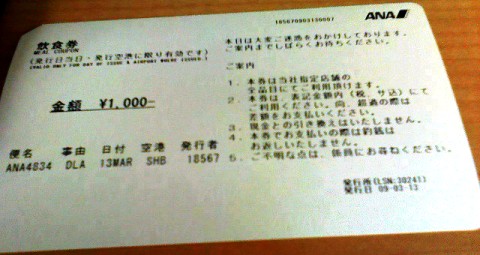 飲食券
MEAL COUPON
(発行日当日・発行空港に限り有効です)
(VALID ONLY FOR DAY OF ISSUE & AIRPORT WHERE ISSUED.)
金額 ¥1,000-
便名 事由 日付 空港 発行者
ANA4834 DLA 13MAR SHB 18567
ANA
本日は大変ご迷惑をおかけしております。
ご案内までしばらくお待ちください。
ご案内
1. 本券は当社指定店舗の
全品目にてご利用頂けます。
2. 本券は、表記金額内(税、サ込)にて
ご利用ください。尚、超過の際は
差額をお支払ください。
3. 現金との引き換えはいたしません。
4. 本券でお支払いの際は釣銭は
お返しいたしません。
5. ご不明な点は、係員にお尋ねください。
発行所(LSN:30241)
発行日 09-03-13